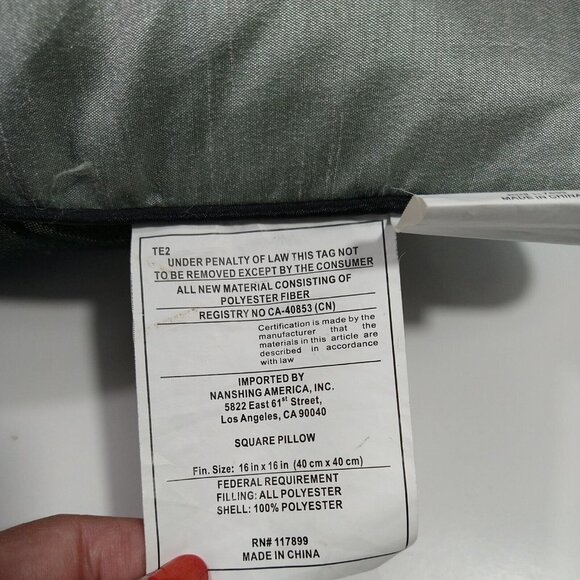 TE2
UNDER PENALTY OF LAW THIS TAG NOT
TO BE REMOVED EXCEPT BY THE CONSUMER
ALL NEW MATERIAL CONSISTING OF
POLYESTER FIBER
REGISTRY NO CA-40853 (CN)
Certification is made by the
manufacturer that the
materials in this article are
described in accordance
with law
IMPORTED BY
NANSHING AMERICA, INC.
5822 East 61st Street,
Los Angeles, CA 90040
SQUARE PILLOW
Fin. Size: 16 in x 16 in (40 cm x 40 cm)
FEDERAL REQUIREMENT
FILLING: ALL POLYESTER
SHELL: 100% POLYESTER
RN# 117899
MADE IN CHINA
MADE IN CHINA